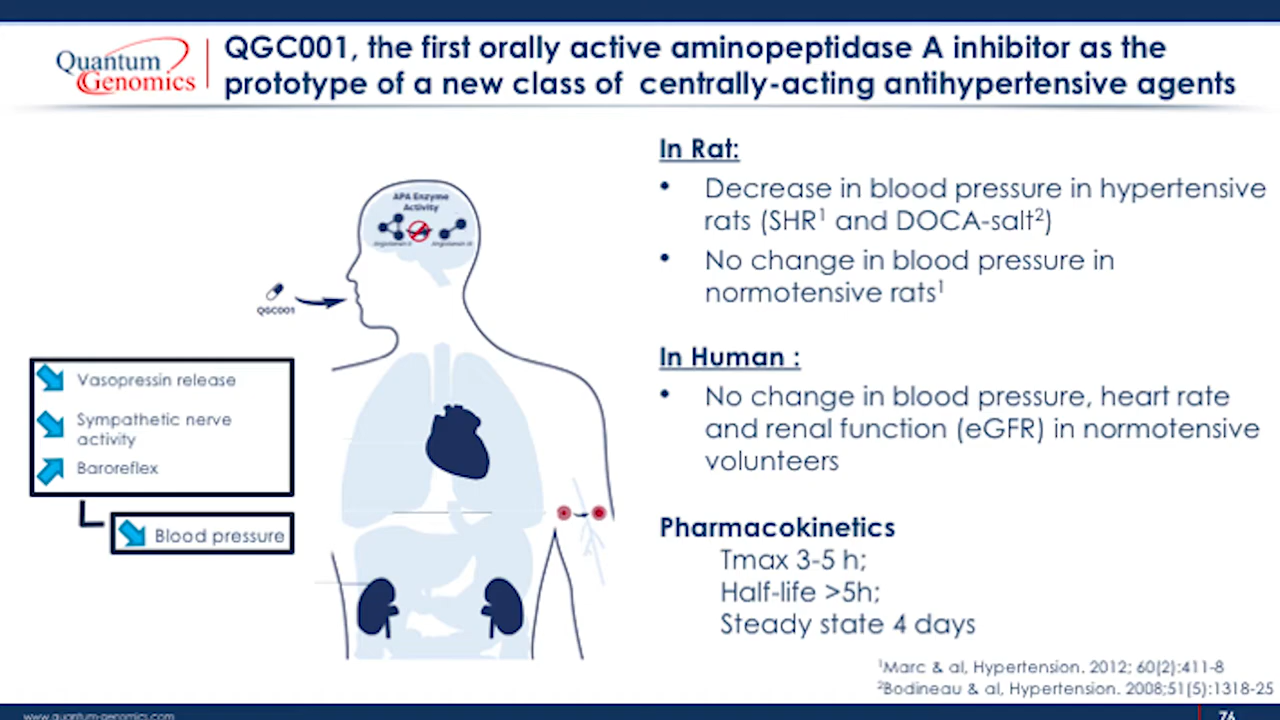 Quantum
Genomics
QGC001, the first orally active aminopeptidase A inhibitor as the
prototype of a new class of centrally-acting antihypertensive agents
APA Enzyme
Activity
Angiotensin II
Angiotensin III
QGC001
Vasopressin release
Sympathetic nerve
activity
Baroreflex
Blood pressure
In Rat:
• Decrease in blood pressure in hypertensive
rats (SHR¹ and DOCA-salt²)
• No change in blood pressure in
normotensive rats¹
In Human :
• No change in blood pressure, heart rate
and renal function (eGFR) in normotensive
volunteers
Pharmacokinetics
Tmax 3-5 h;
Half-life >5h;
Steady state 4 days
¹Marc & al, Hypertension. 2012; 60(2):411-8
²Bodineau & al, Hypertension. 2008;51(5):1318-25
www.quantum-genomics.com
76